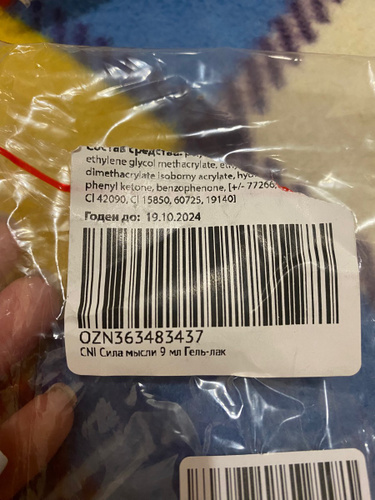 Состав средства:
ethylene glycol methacrylate,
dimethacrylate isoborny acrylate,
phenyl ketone, benzophenone, [+/- 77266,
CI 42090, CI 15850, 60725, 19140]
Годен до: 19.10.2024
OZN363483437
CNI Сила мысли 9 мл Гель-лак